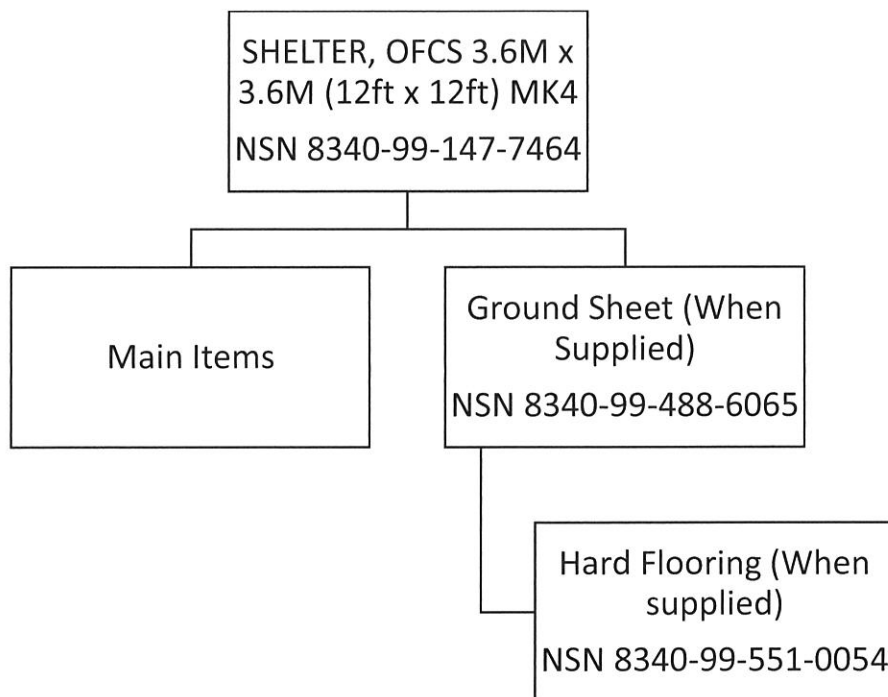 SHELTER, OFCS 3.6M x
3.6M (12ft x 12ft) MK4
NSN 8340-99-147-7464
Main Items
Ground Sheet (When
Supplied)
NSN 8340-99-488-6065
Hard Flooring (When
supplied)
NSN 8340-99-551-0054